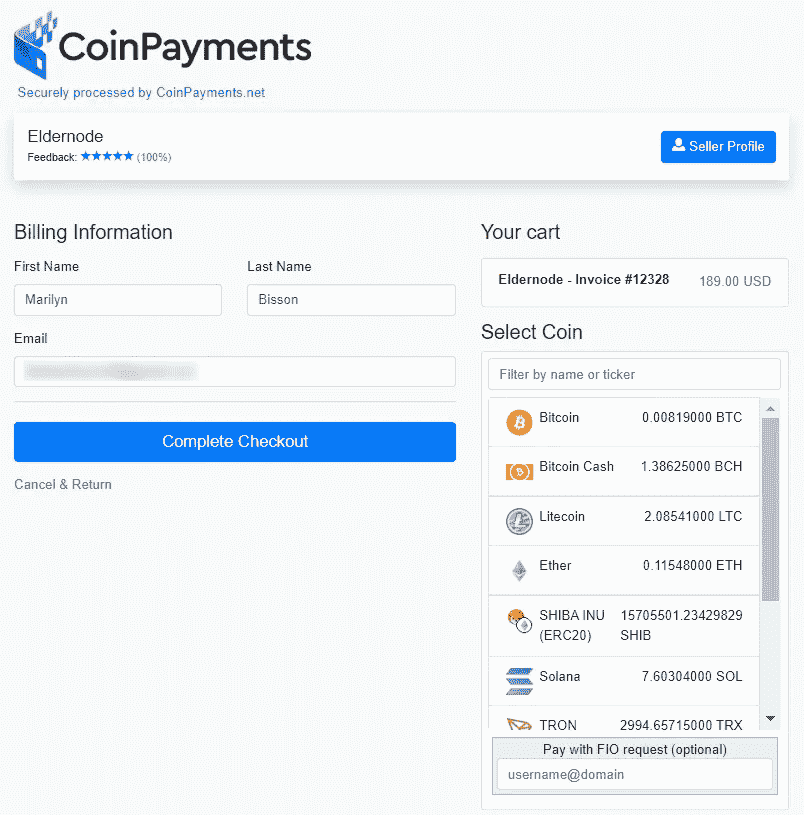 CoinPayments
Securely processed by CoinPayments.net
Eldernode
Feedback: ★★★★★ (100%)
Seller Profile
Billing Information
First Name
Last Name
Marilyn
Bisson
Email
Complete Checkout
Cancel & Return
Your cart
Eldernode - Invoice #12328
189.00 USD
Select Coin
Filter by name or ticker
Bitcoin 0.00819000 BTC
Bitcoin Cash 1.38625000 BCH
Litecoin 2.08541000 LTC
Ether 0.11548000 ETH
SHIBA INU 15705501.23429829
(ERC20) SHIB
Solana 7.60304000 SOL
TRON 2994.65715000 TRX
Pay with FIO request (optional)
username@domain